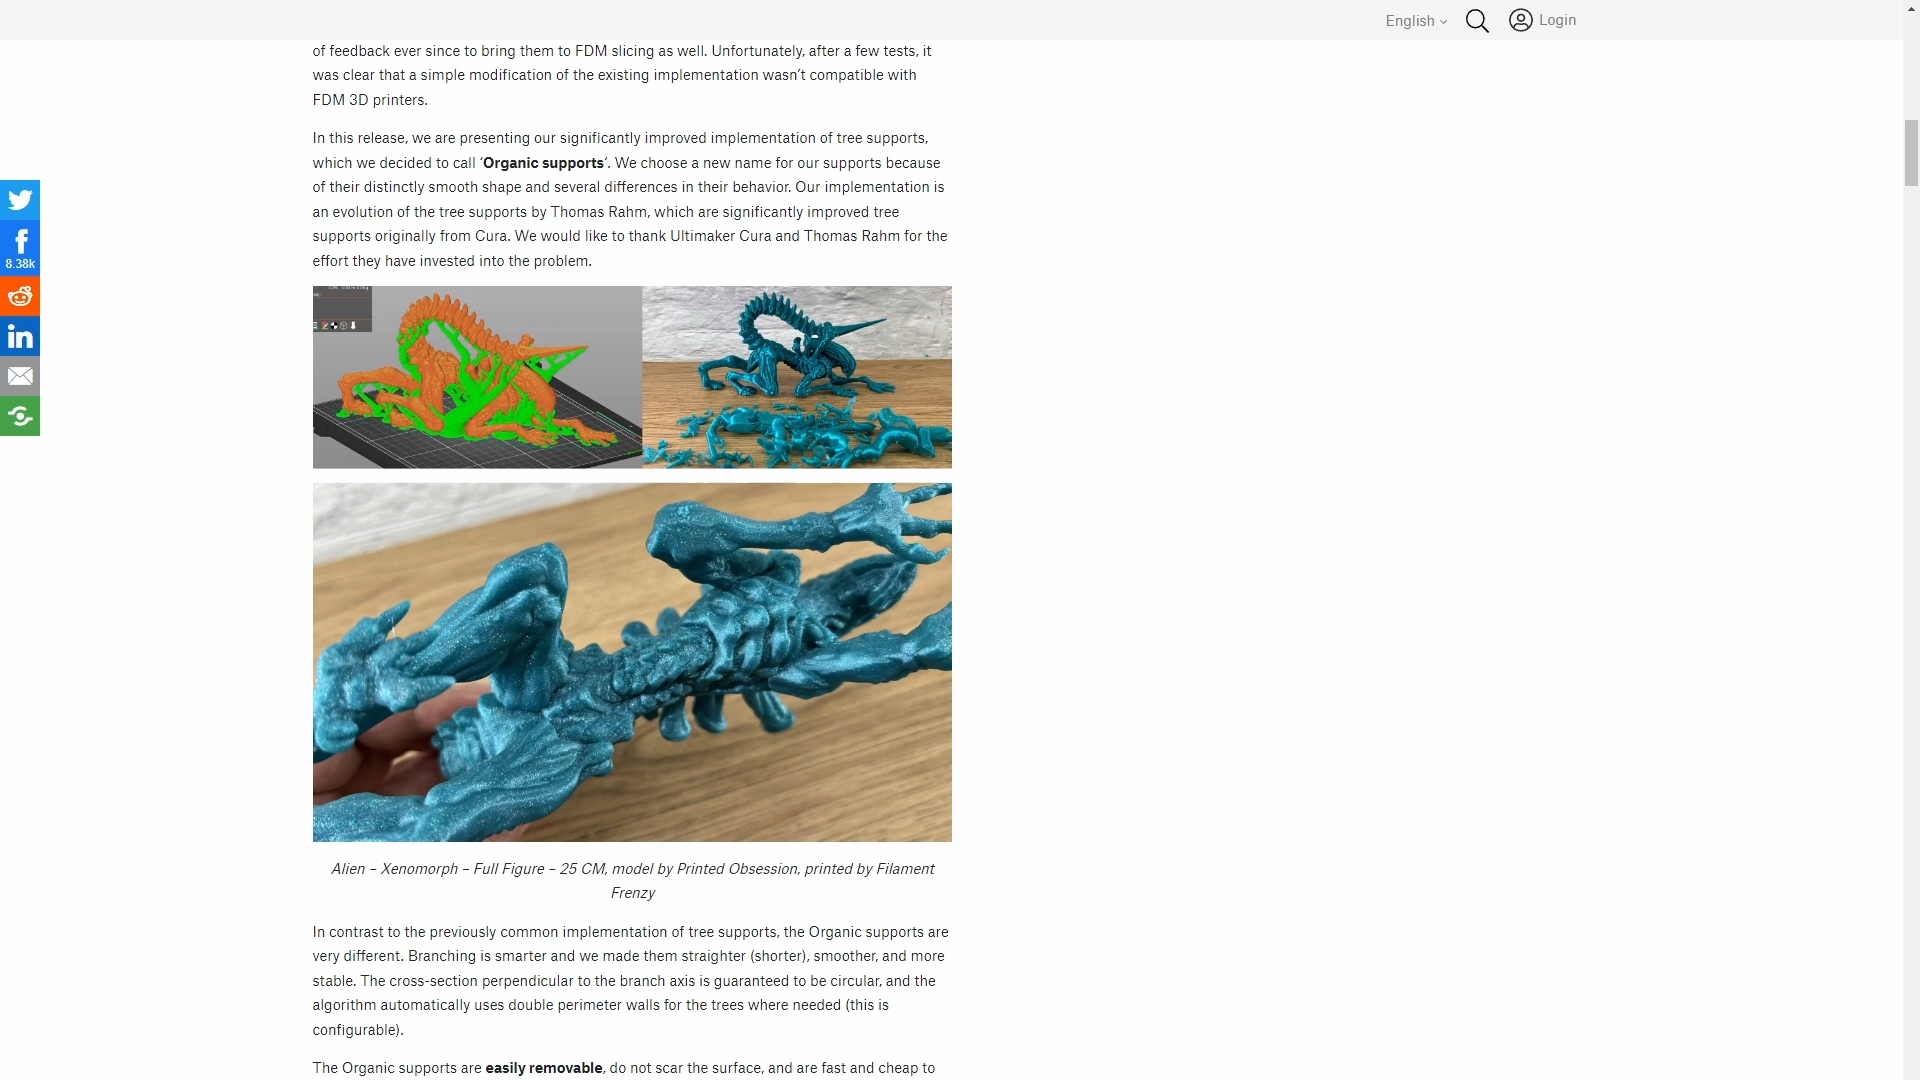 English
Login
of feedback ever since to bring them to FDM slicing as well. Unfortunately, after a few tests, it
was clear that a simple modification of the existing implementation wasn’t compatible with
FDM 3D printers.
In this release, we are presenting our significantly improved implementation of tree supports,
which we decided to call ‘Organic supports‘. We choose a new name for our supports because
of their distinctly smooth shape and several differences in their behavior. Our implementation is
an evolution of the tree supports by Thomas Rahm, which are significantly improved tree
supports originally from Cura. We would like to thank Ultimaker Cura and Thomas Rahm for the
effort they have invested into the problem.
8.38k
Alien – Xenomorph – Full Figure – 25 CM, model by Printed Obsession, printed by Filament
Frenzy
In contrast to the previously common implementation of tree supports, the Organic supports are
very different. Branching is smarter and we made them straighter (shorter), smoother, and more
stable. The cross-section perpendicular to the branch axis is guaranteed to be circular, and the
algorithm automatically uses double perimeter walls for the trees where needed (this is
configurable).
The Organic supports are easily removable, do not scar the surface, and are fast and cheap to